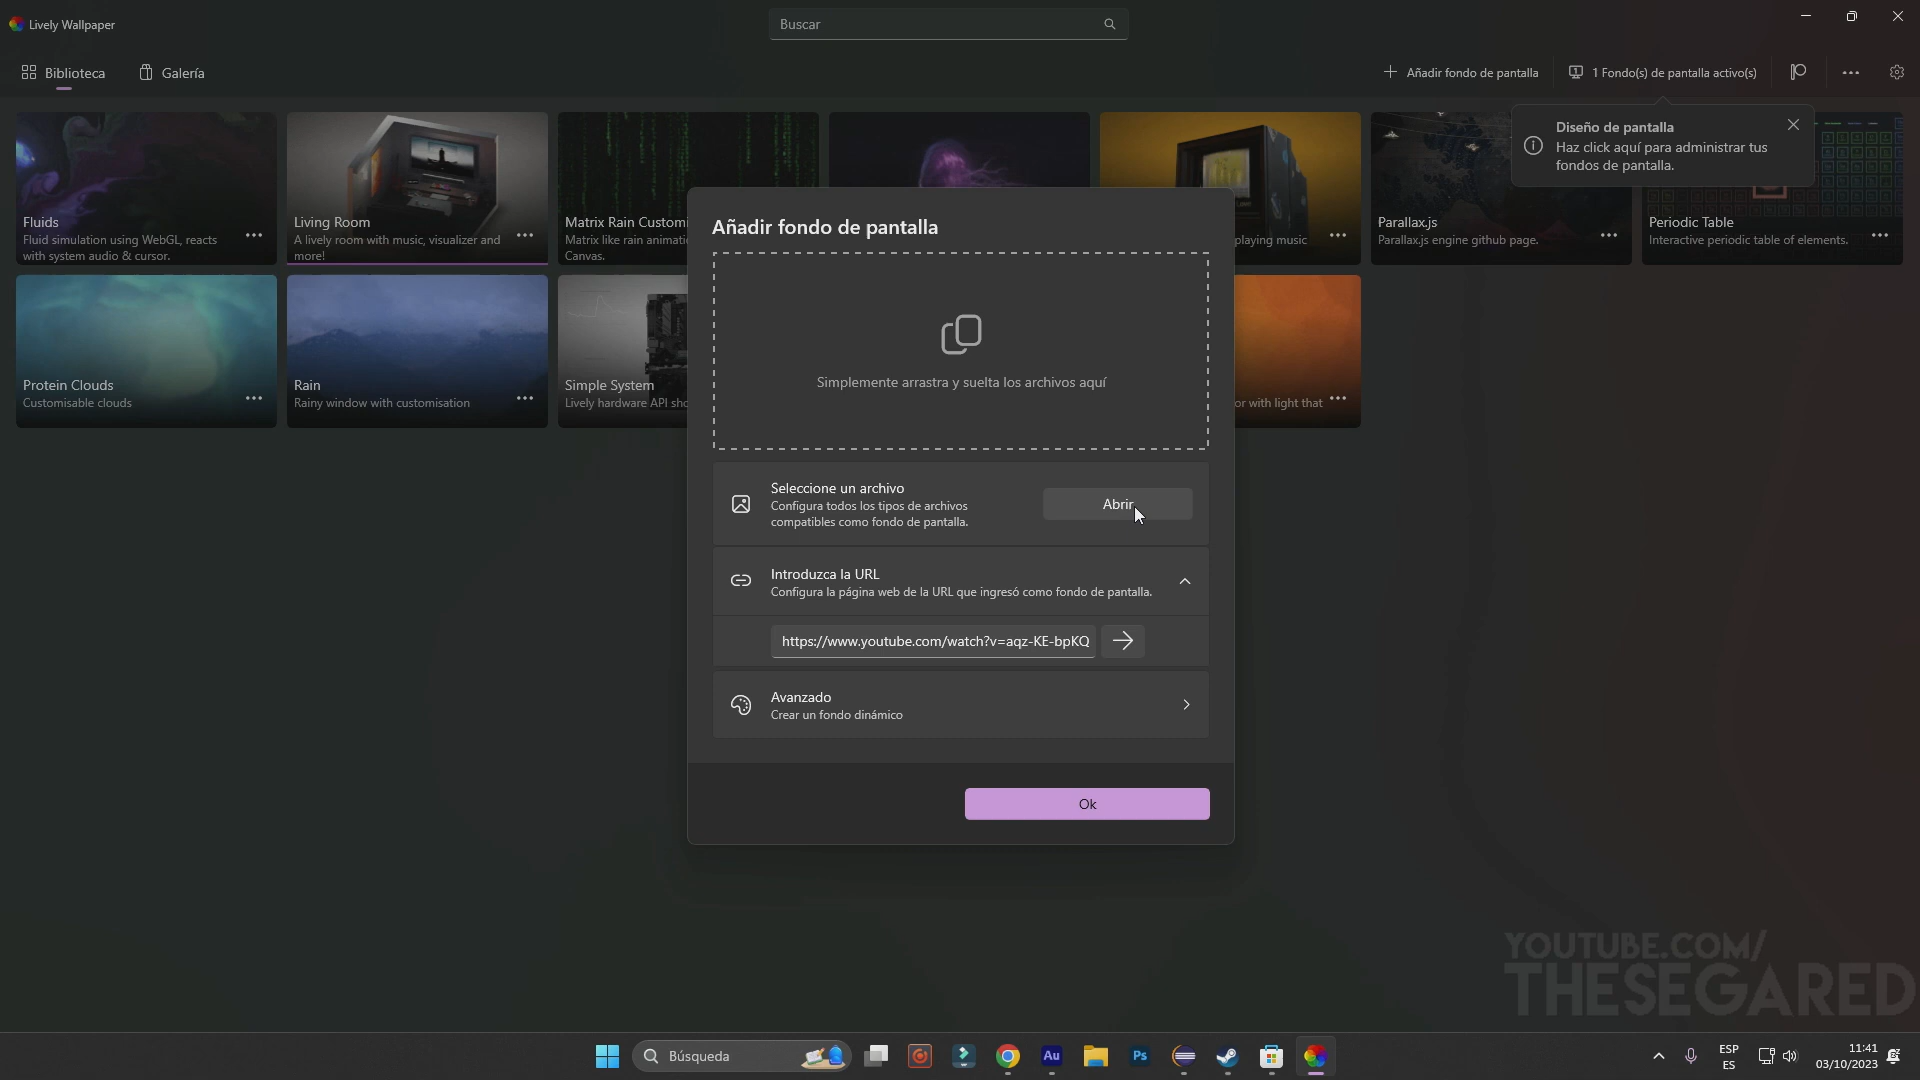 Lively Wallpaper
Buscar
Biblioteca
Galería
Añadir fondo de pantalla
1 Fondo(s) de pantalla activo(s)
Diseño de pantalla
Haz click aquí para administrar tus
fondos de pantalla.
Fluids
Fluid simulation using WebGL, reacts
with system audio & cursor.
Living Room
A lively room with music, visualizer and
more!
Matrix Rain Customi
Matrix like rain animati
Canvas.
playing music
Parallax.js
Parallax.js engine github page.
Periodic Table
Interactive periodic table of elements.
Protein Clouds
Customisable clouds
Rain
Rainy window with customisation
Simple System
Lively hardware API sho
or with light that
Añadir fondo de pantalla
Simplemente arrastra y suelta los archivos aquí
Seleccione un archivo
Configura todos los tipos de archivos
compatibles como fondo de pantalla.
Abrir
Introduzca la URL
Configura la página web de la URL que ingresó como fondo de pantalla.
https://www.youtube.com/watch?v=aqz-KE-bpKQ
Avanzado
Crear un fondo dinámico
Ok
YOUTUBE.COM/
THESEGARED
Búsqueda
Au
Ps
ESP
ES
11:41
03/10/2023